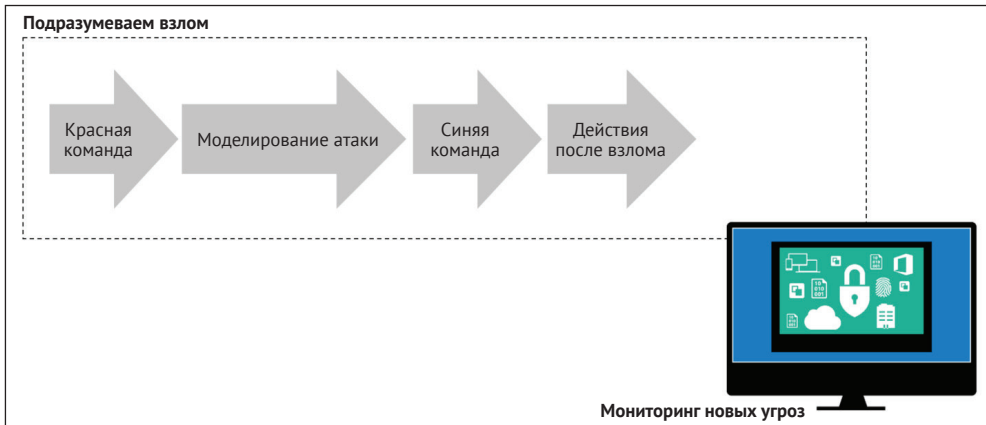 Подразумеваем взлом
Красная
команда
Моделирование атаки
Синяя
команда
Действия
после взлома
Мониторинг новых угроз